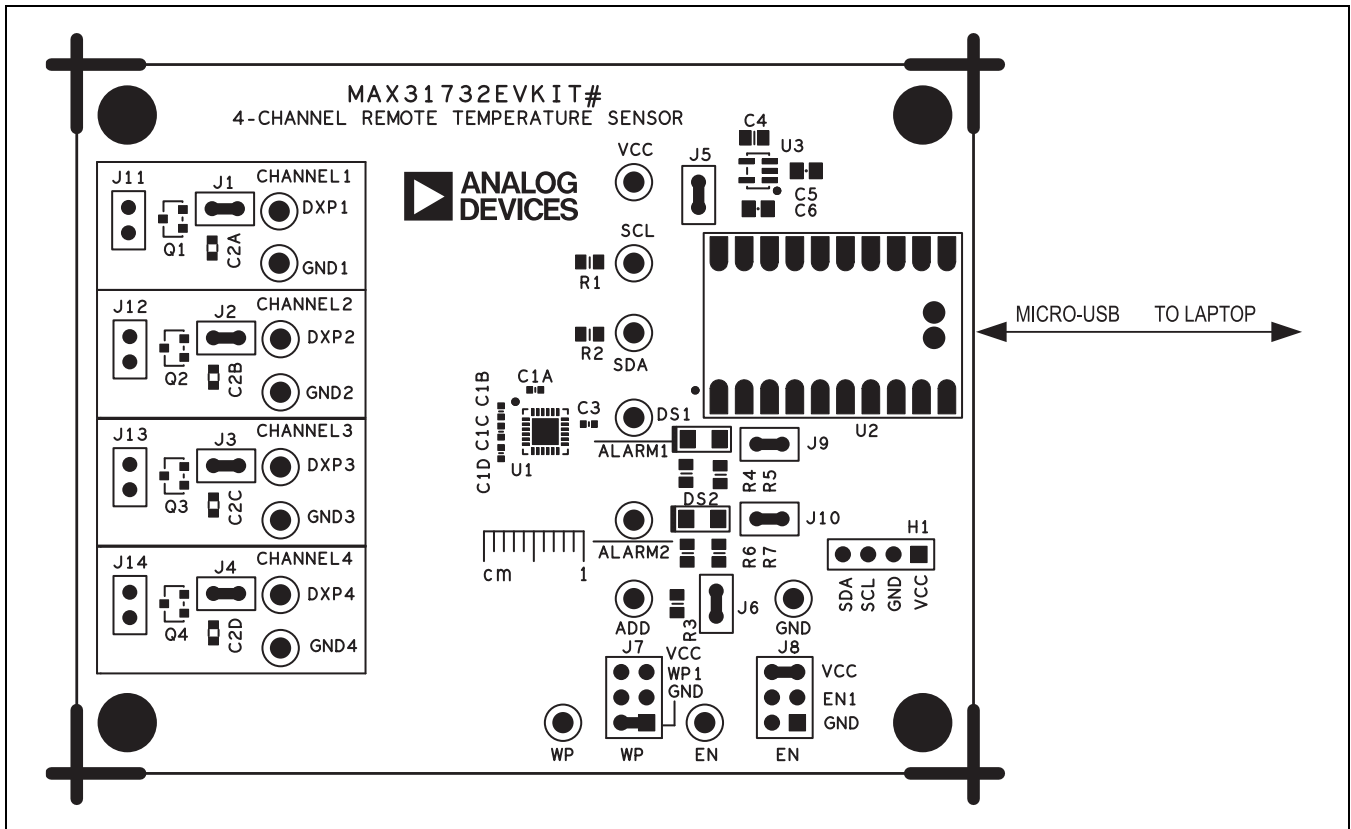 MAX31732EVKIT#
4-CHANNEL REMOTE TEMPERATURE SENSOR
J11
J1
CHANNEL1
DXP1
Q1
C2A
GND1
J12
J2
CHANNEL2
DXP2
Q2
C2B
GND2
J13
J3
CHANNEL3
DXP3
Q3
C2C
GND3
J14
J4
CHANNEL4
DXP4
Q4
C2D
GND4
ANALOG
DEVICES
VCC
J5
C4
U3
C5
C6
SCL
R1
R2
SDA
MICRO-USB TO LAPTOP
U2
C1A
C1B
C1C
C1D
C3
U1
DS1
ALARM1
J9
R4
R5
DS2
ALARM2
J10
R6
R7
cm 1
H1
SDA
SCL
GND
VCC
ADD
R3
J6
GND
J7
VCC
WP1
GND
WP
WP
EN
J8
VCC
EN1
GND
EN